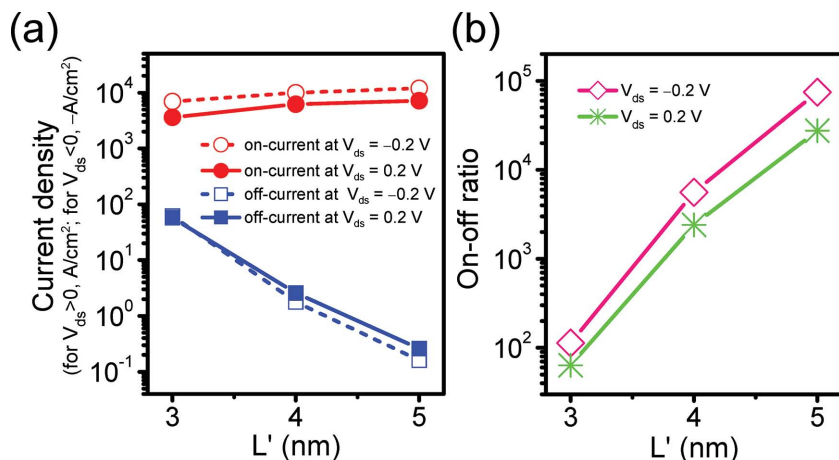 (a)
Current density
(for V_ds>0, A/cm²; for V_ds<0, −A/cm²)
10⁴
10³
10²
10¹
10⁰
10⁻¹
on-current at V_ds = −0.2 V
on-current at V_ds = 0.2 V
off-current at V_ds = −0.2 V
off-current at V_ds = 0.2 V
3 4 5
L' (nm)
(b)
On-off ratio
10⁵
10⁴
10³
10²
V_ds = −0.2 V
V_ds = 0.2 V
3 4 5
L' (nm)